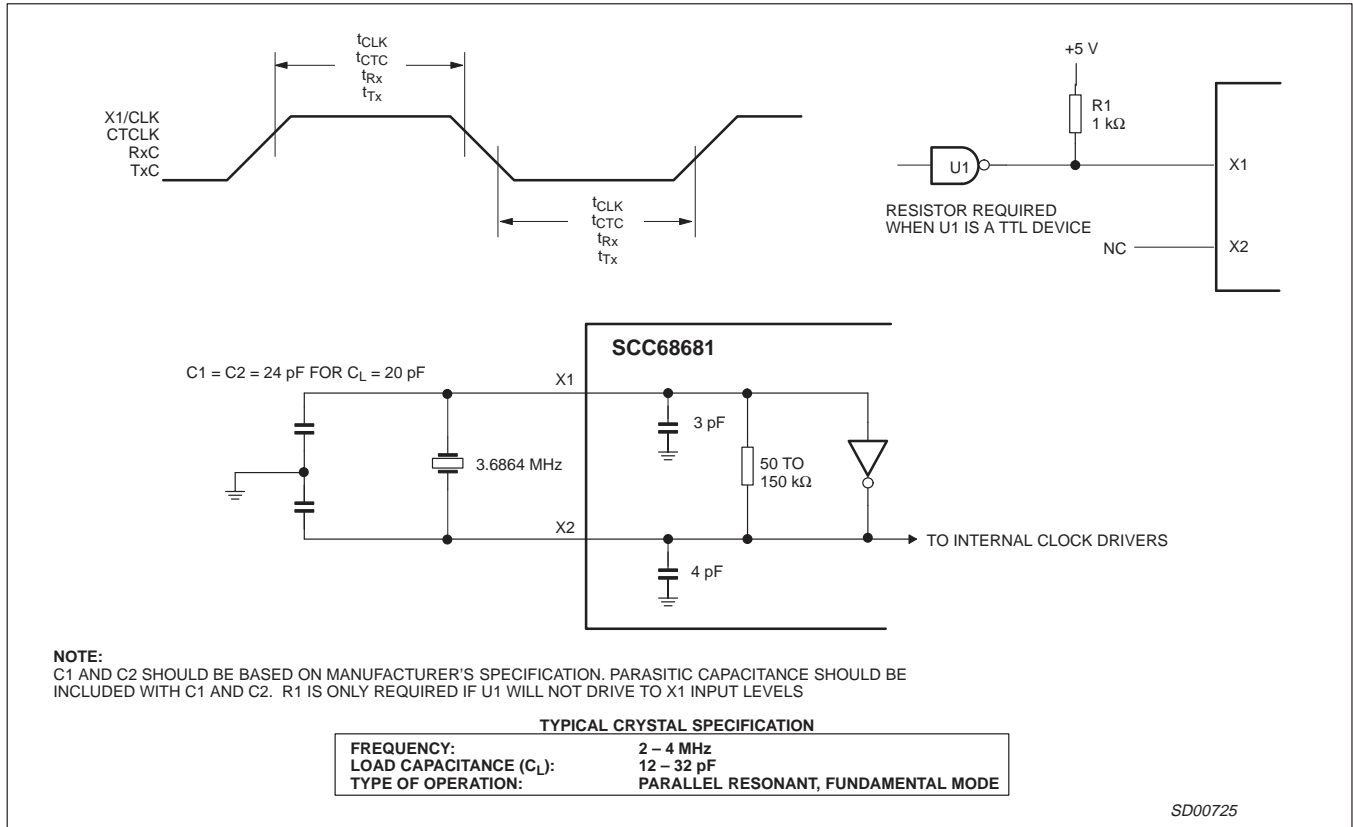 tCLK
tCTC
tRx
tTx
X1/CLK
CTCLK
RxC
TxC
tCLK
tCTC
tRx
tTx
+5 V
R1
1 kΩ
U1
X1
RESISTOR REQUIRED
WHEN U1 IS A TTL DEVICE
NC
X2
SCC68681
C1 = C2 = 24 pF FOR CL = 20 pF
X1
3 pF
3.6864 MHz
50 TO
150 kΩ
X2
TO INTERNAL CLOCK DRIVERS
4 pF
NOTE:
C1 AND C2 SHOULD BE BASED ON MANUFACTURER'S SPECIFICATION. PARASITIC CAPACITANCE SHOULD BE
INCLUDED WITH C1 AND C2. R1 IS ONLY REQUIRED IF U1 WILL NOT DRIVE TO X1 INPUT LEVELS
TYPICAL CRYSTAL SPECIFICATION
FREQUENCY: 2 – 4 MHz
LOAD CAPACITANCE (CL): 12 – 32 pF
TYPE OF OPERATION: PARALLEL RESONANT, FUNDAMENTAL MODE
SD00725